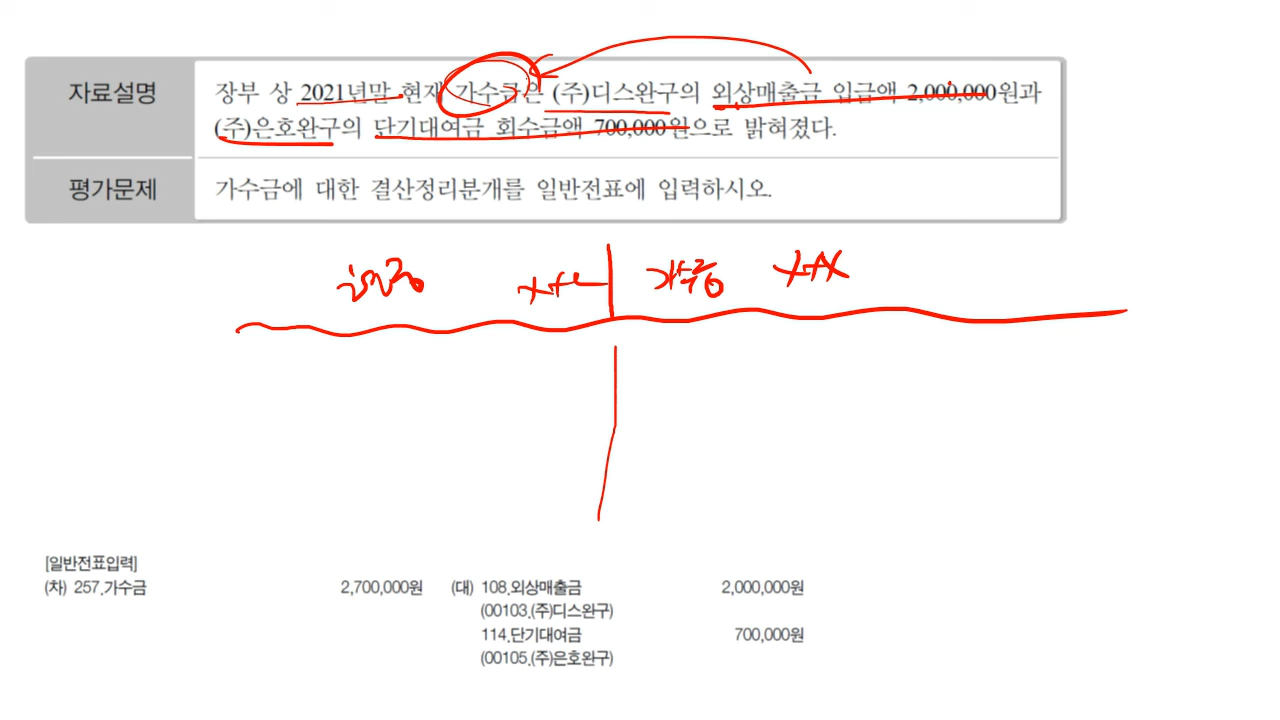 자료설명
장부 상 2021년말 현재 가수금은 (주)디스완구의 외상매출금 입금액 2,000,000원과
(주)은호완구의 단기대여금 회수금액 700,000원으로 밝혀졌다.
평가문제
가수금에 대한 결산정리분개를 일반전표에 입력하시오.
가수금 XXX
[일반전표입력]
(차) 257.가수금 2,700,000원 (대) 108.외상매출금 2,000,000원
(00103.(주)디스완구)
114.단기대여금 700,000원
(00105.(주)은호완구)